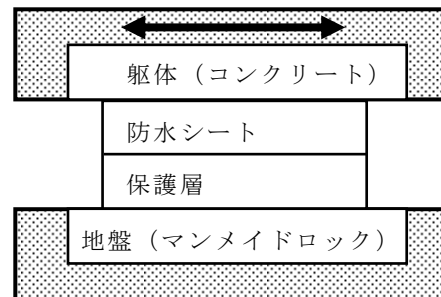 躯体（コンクリート）
防水シート
保護層
地盤（マンメイドロック）